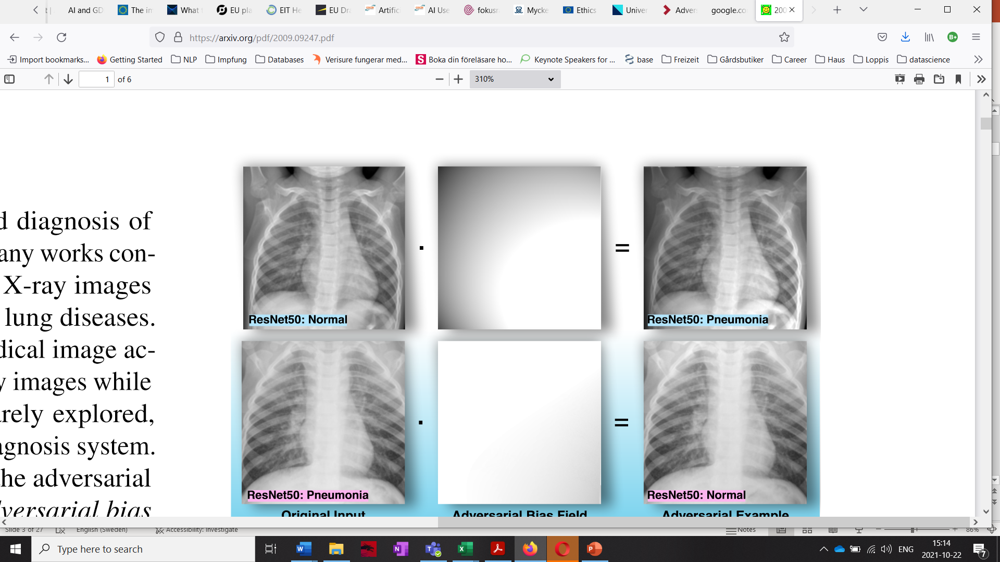 AI and GD
The in
What
EU pla
EIT He
EU Dra
Artific
AI Use
fokusr
Mycke
Ethics
Univer
Advers
google.co
200
https://arxiv.org/pdf/2009.09247.pdf
B+
Import bookmarks...
Getting Started
NLP
Impfung
Databases
Verisure fungerar med...
S
Boka din föreläsare ho...
Keynote Speakers for ...
base
Freizeit
Gårdsbutiker
Career
Haus
Loppis
datascience
1 of 6
310%
d diagnosis of
any works con-
X-ray images
lung diseases.
dical image ac-
y images while
arely explored,
agnosis system.
he adversarial
dversarial bias
ResNet50: Normal
·
=
ResNet50: Pneumonia
ResNet50: Pneumonia
·
=
ResNet50: Normal
Original Input
Adversarial Bias Field
Adversarial Example
Slide 3 of 27
English (Sweden)
Accessibility: Investigate
Notes
86%
Type here to search
ENG
15:14
2021-10-22
7